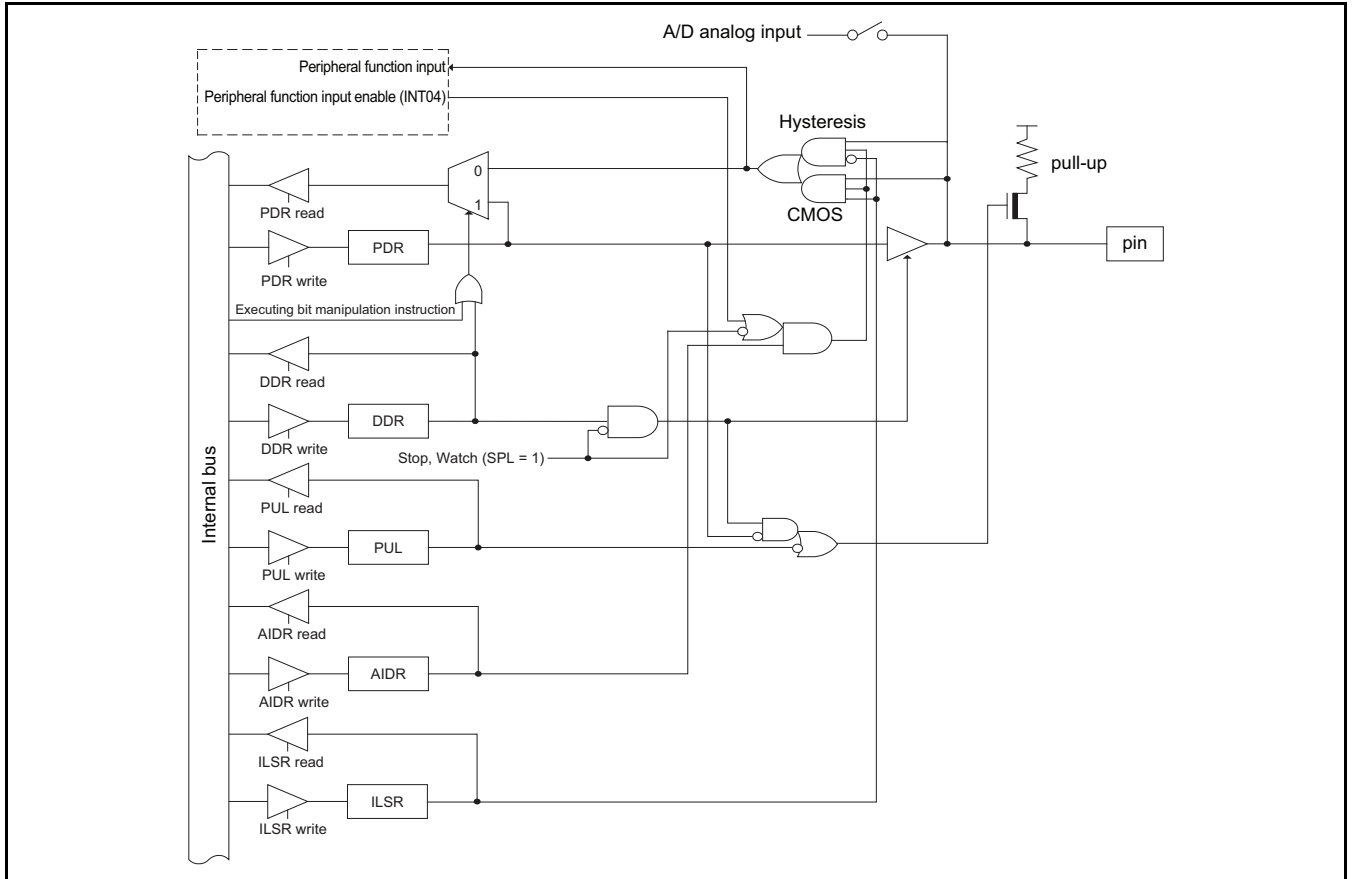 A/D analog input
Peripheral function input
Peripheral function input enable (INT04)
Hysteresis
pull-up
0
1
CMOS
PDR read
PDR
pin
PDR write
Executing bit manipulation instruction
DDR read
DDR
DDR write
Stop, Watch (SPL = 1)
Internal bus
PUL read
PUL
PUL write
AIDR read
AIDR
AIDR write
ILSR read
ILSR
ILSR write